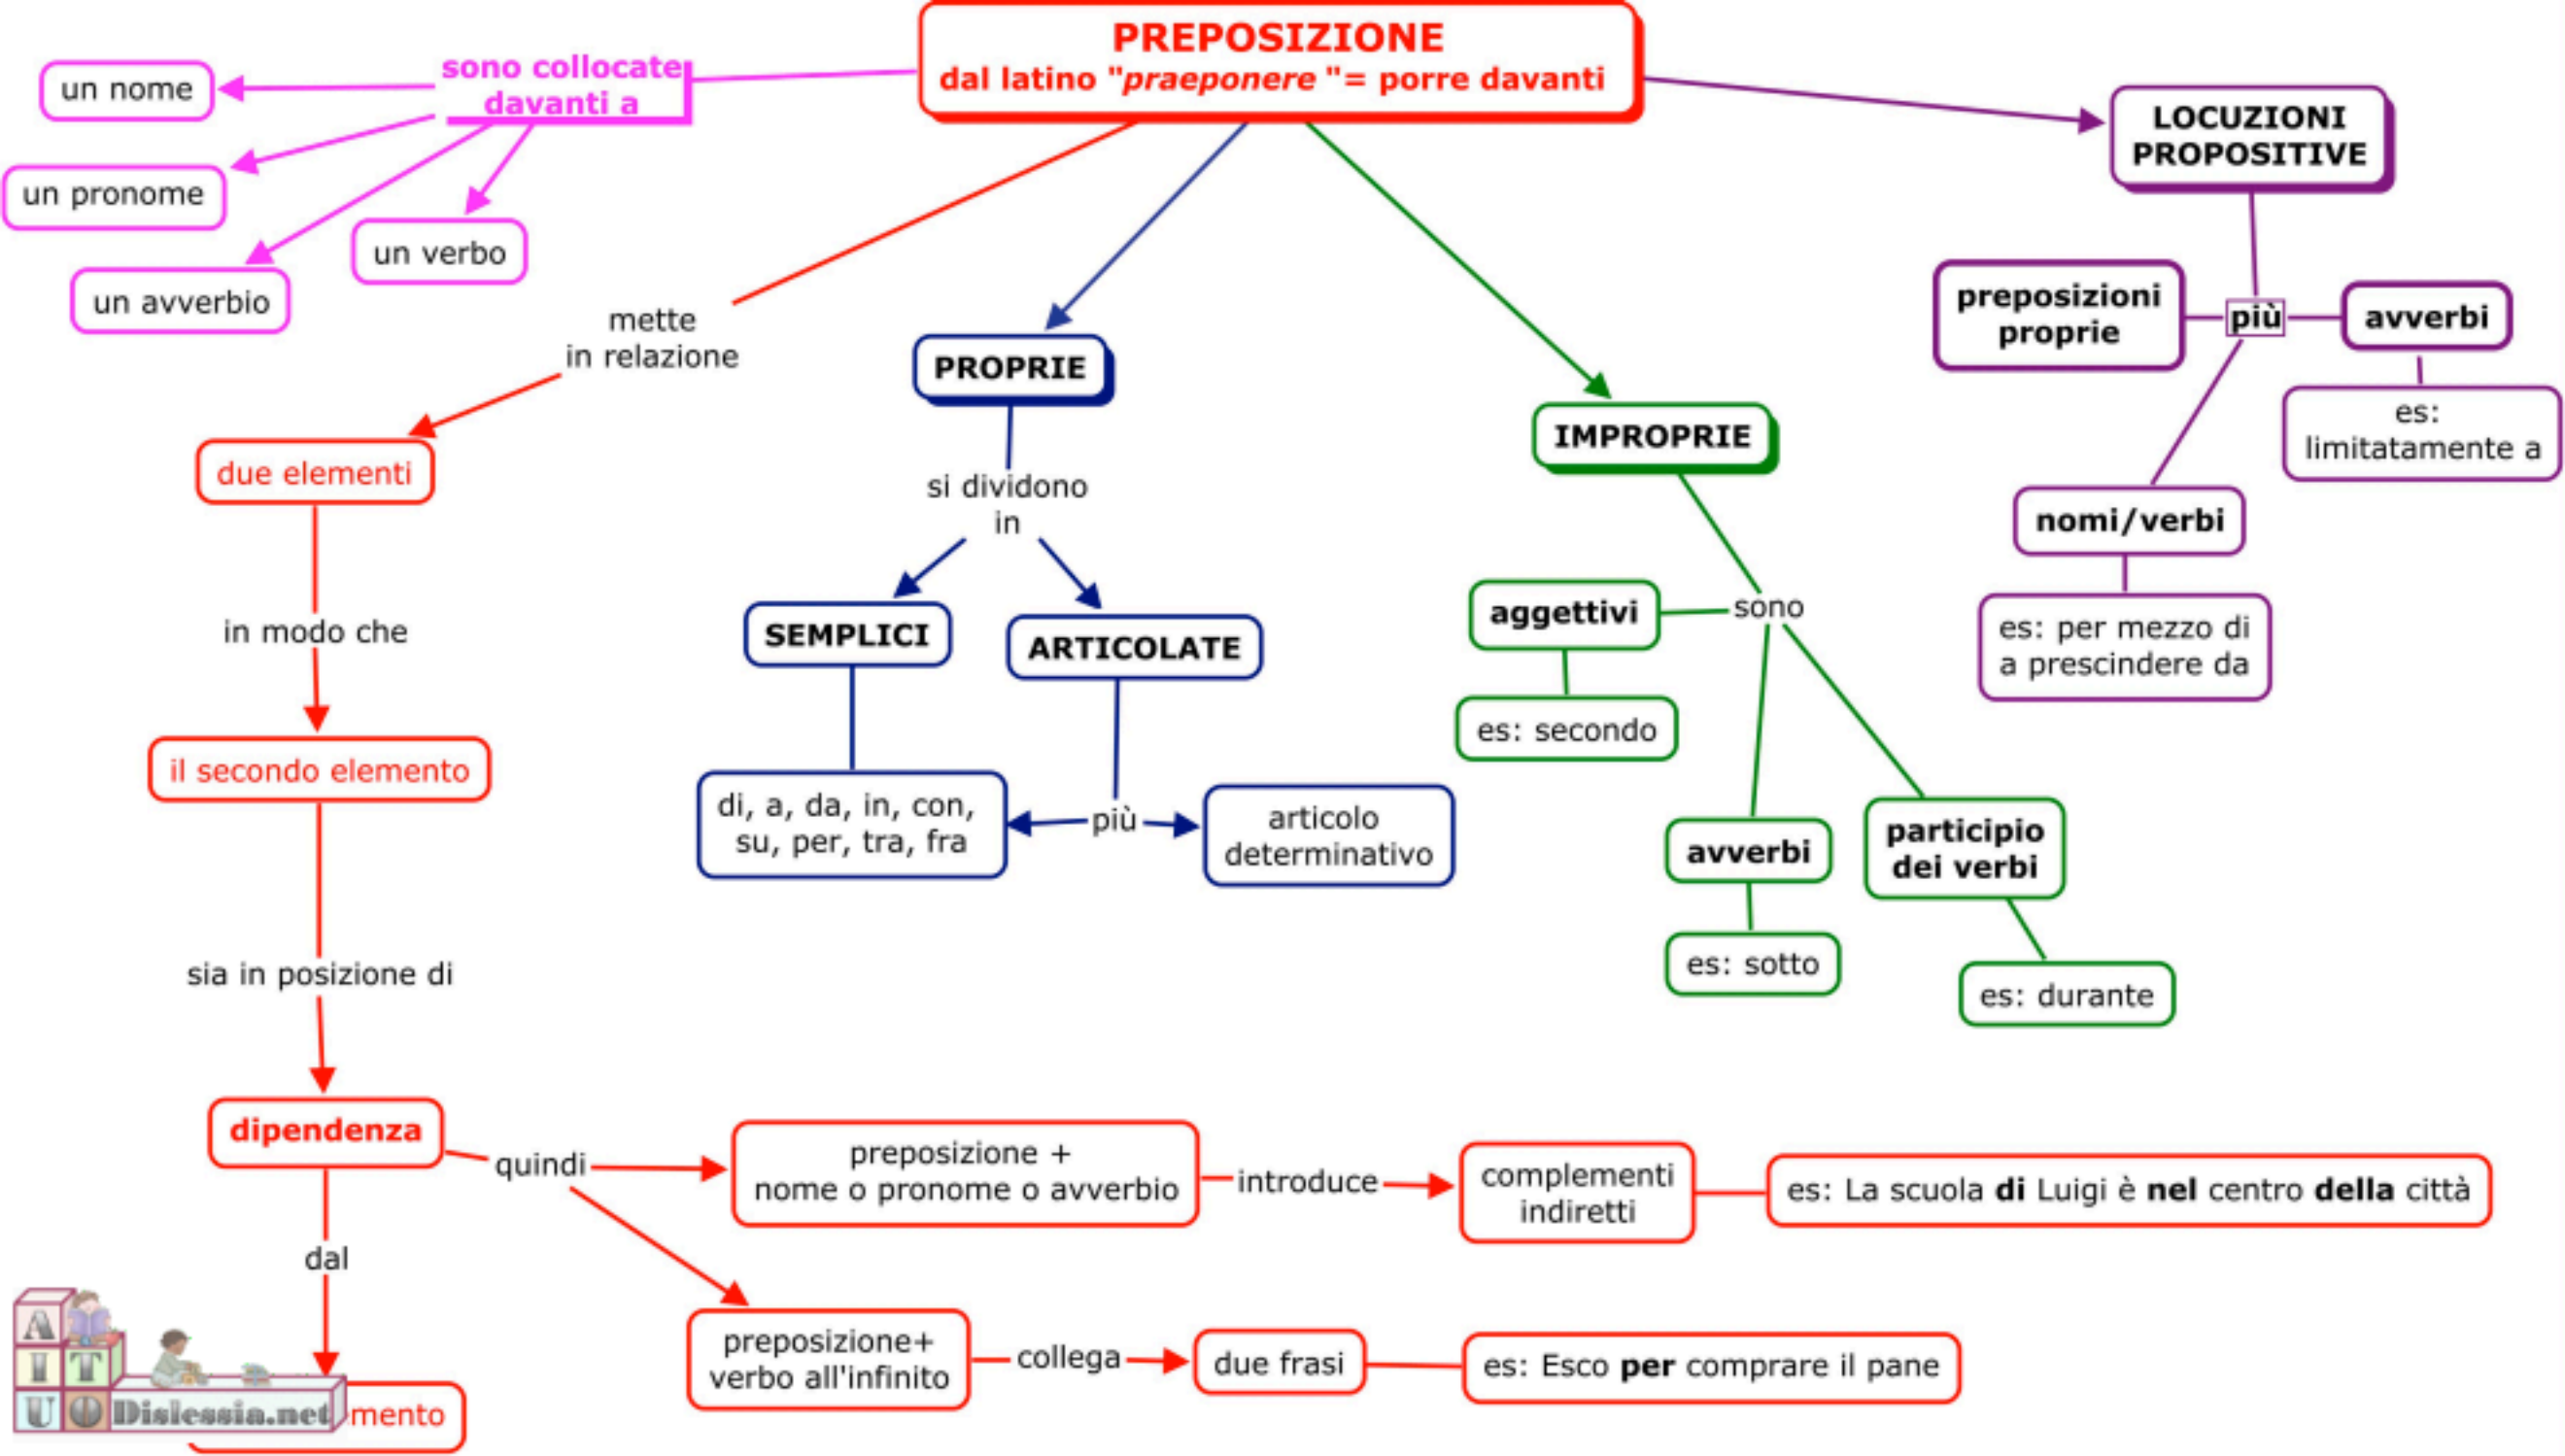 PREPOSIZIONE
dal latino "praeponere "= porre davanti
sono collocate
davanti a
un nome
un pronome
un avverbio
un verbo
mette
in relazione
due elementi
in modo che
il secondo elemento
sia in posizione di
dipendenza
dal
mento
quindi
preposizione +
nome o pronome o avverbio
introduce
complementi
indiretti
es: La scuola di Luigi è nel centro della città
preposizione+
verbo all'infinito
collega
due frasi
es: Esco per comprare il pane
PROPRIE
si dividono
in
SEMPLICI
ARTICOLATE
di, a, da, in, con,
su, per, tra, fra
più
articolo
determinativo
IMPROPRIE
sono
aggettivi
es: secondo
avverbi
es: sotto
participio
dei verbi
es: durante
LOCUZIONI
PROPOSITIVE
preposizioni
proprie
più
avverbi
es:
limitatamente a
nomi/verbi
es: per mezzo di
a prescindere da
A
I T
U O Dislessia.net